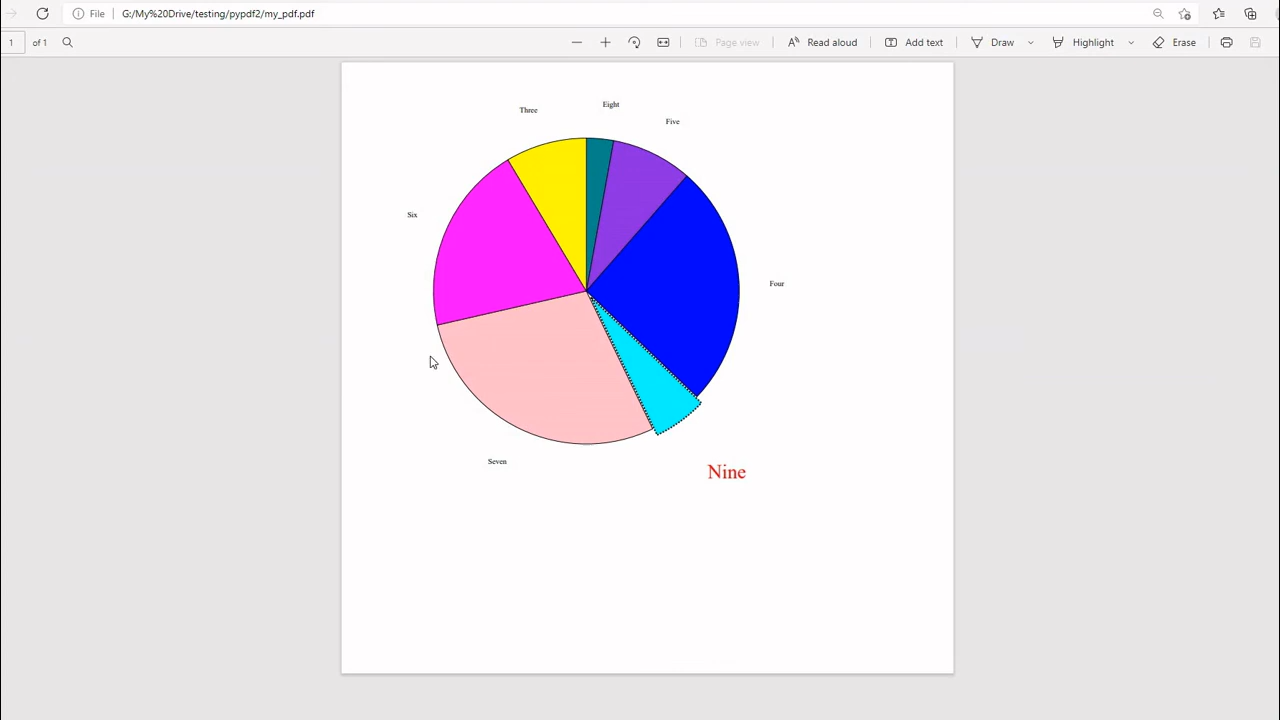 File G:/My%20Drive/testing/pypdf2/my_pdf.pdf
1 of 1 Page view Read aloud Add text Draw Highlight Erase
Eight
Three
Five
Six
Four
Seven
Nine